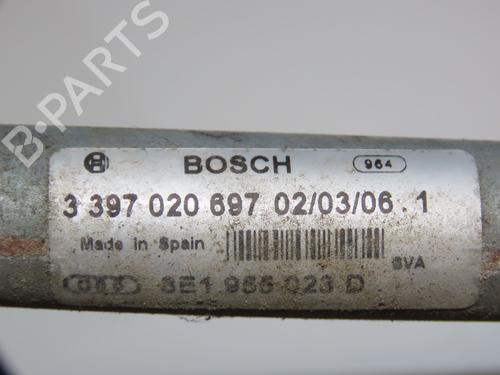 B-PARTS
BOSCH 964
3 397 020 697 02/03/06 . 1
Made in Spain
SVA
8E1 955 023 D